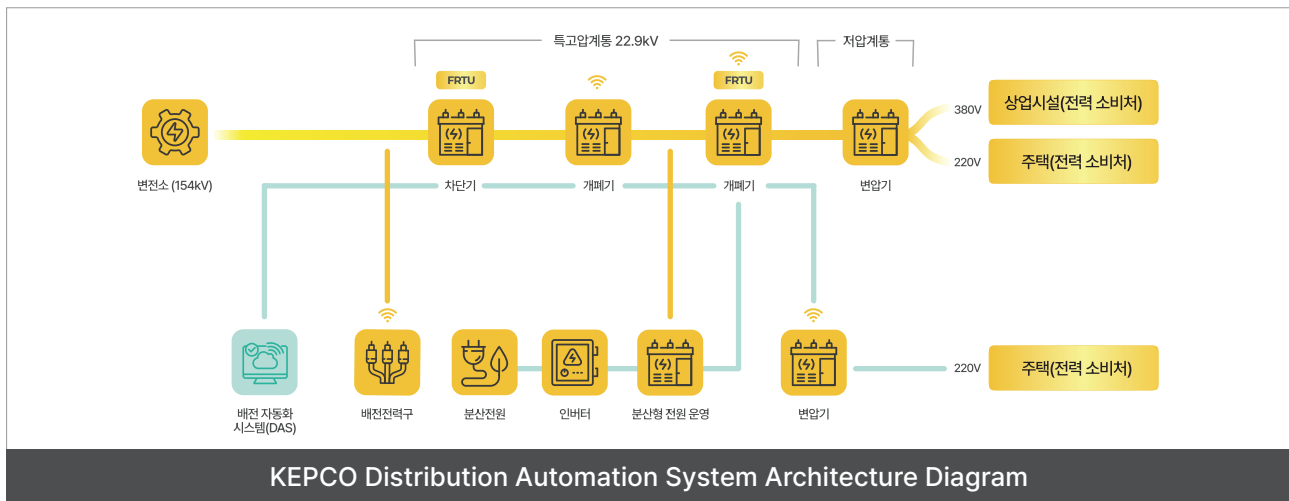 특고압계통 22.9kV
저압계통
FRTU
FRTU
380V
상업시설(전력 소비처)
220V
주택(전력 소비처)
변전소 (154kV)
차단기
개폐기
개폐기
변압기
220V
주택(전력 소비처)
배전 자동화
시스템(DAS)
배전전력구
분산전원
인버터
분산형 전원 운영
변압기
KEPCO Distribution Automation System Architecture Diagram